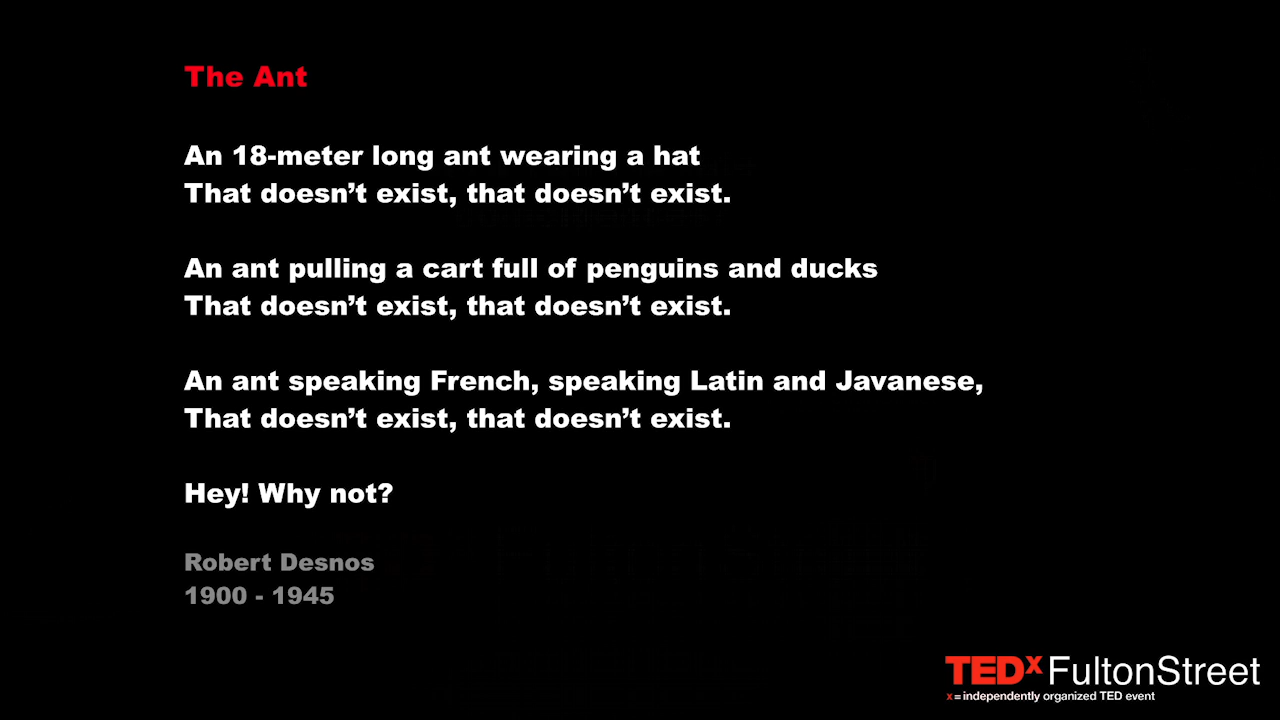 The Ant
An 18-meter long ant wearing a hat
That doesn’t exist, that doesn’t exist.
An ant pulling a cart full of penguins and ducks
That doesn’t exist, that doesn’t exist.
An ant speaking French, speaking Latin and Javanese,
That doesn’t exist, that doesn’t exist.
Hey! Why not?
Robert Desnos
1900 - 1945
TEDx FultonStreet
x = independently organized TED event